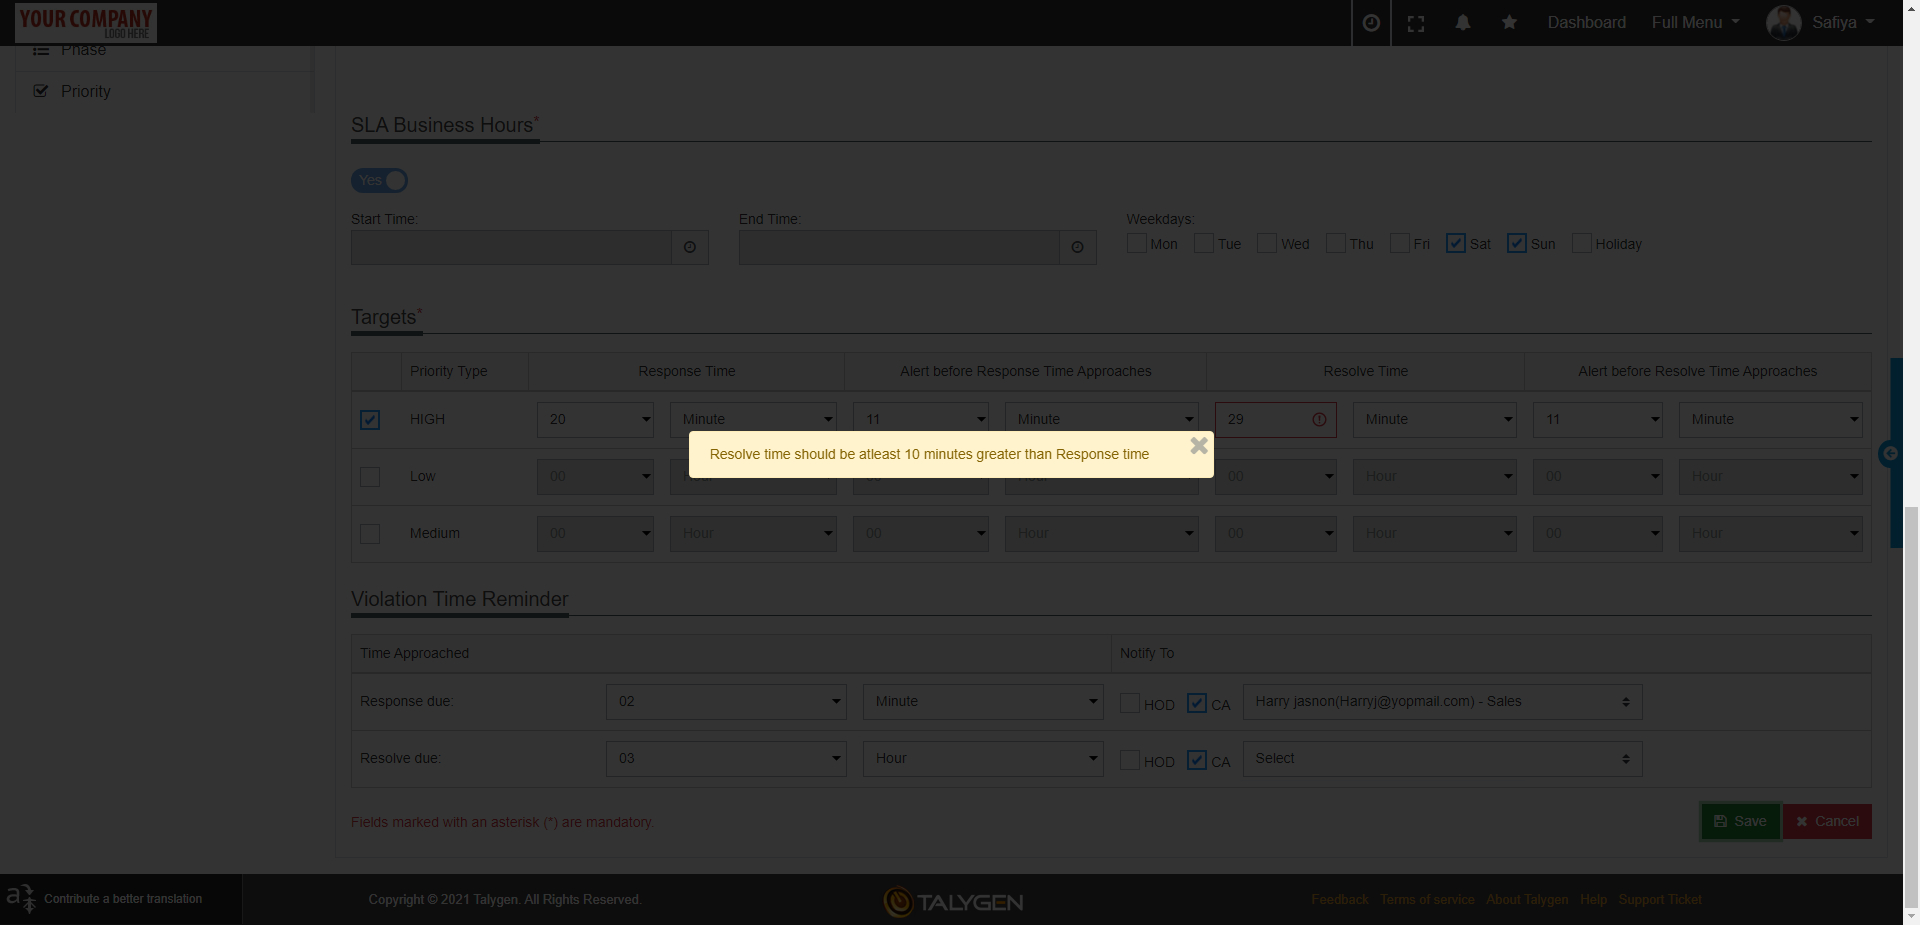 YOUR COMPANY
LOGO HERE
Dashboard
Full Menu
Safiya
Phase
Priority
SLA Business Hours*
Yes
Start Time:
End Time:
Weekdays:
Mon Tue Wed Thu Fri Sat Sun Holiday
Targets*
Priority Type Response Time Alert before Response Time Approaches Resolve Time Alert before Resolve Time Approaches
HIGH 20 Minute 11 Minute 29 Minute 11 Minute
Resolve time should be atleast 10 minutes greater than Response time
Low 00 Hour 00 Hour 00 Hour 00 Hour
Medium 00 Hour 00 Hour 00 Hour 00 Hour
Violation Time Reminder
Time Approached Notify To
Response due: 02 Minute HOD CA Harry jasnon(Harryj@yopmail.com) - Sales
Resolve due: 03 Hour HOD CA Select
Fields marked with an asterisk (*) are mandatory.
Save Cancel
Contribute a better translation
Copyright © 2021 Talygen. All Rights Reserved.
TALYGEN
Feedback Terms of service About Talygen Help Support Ticket